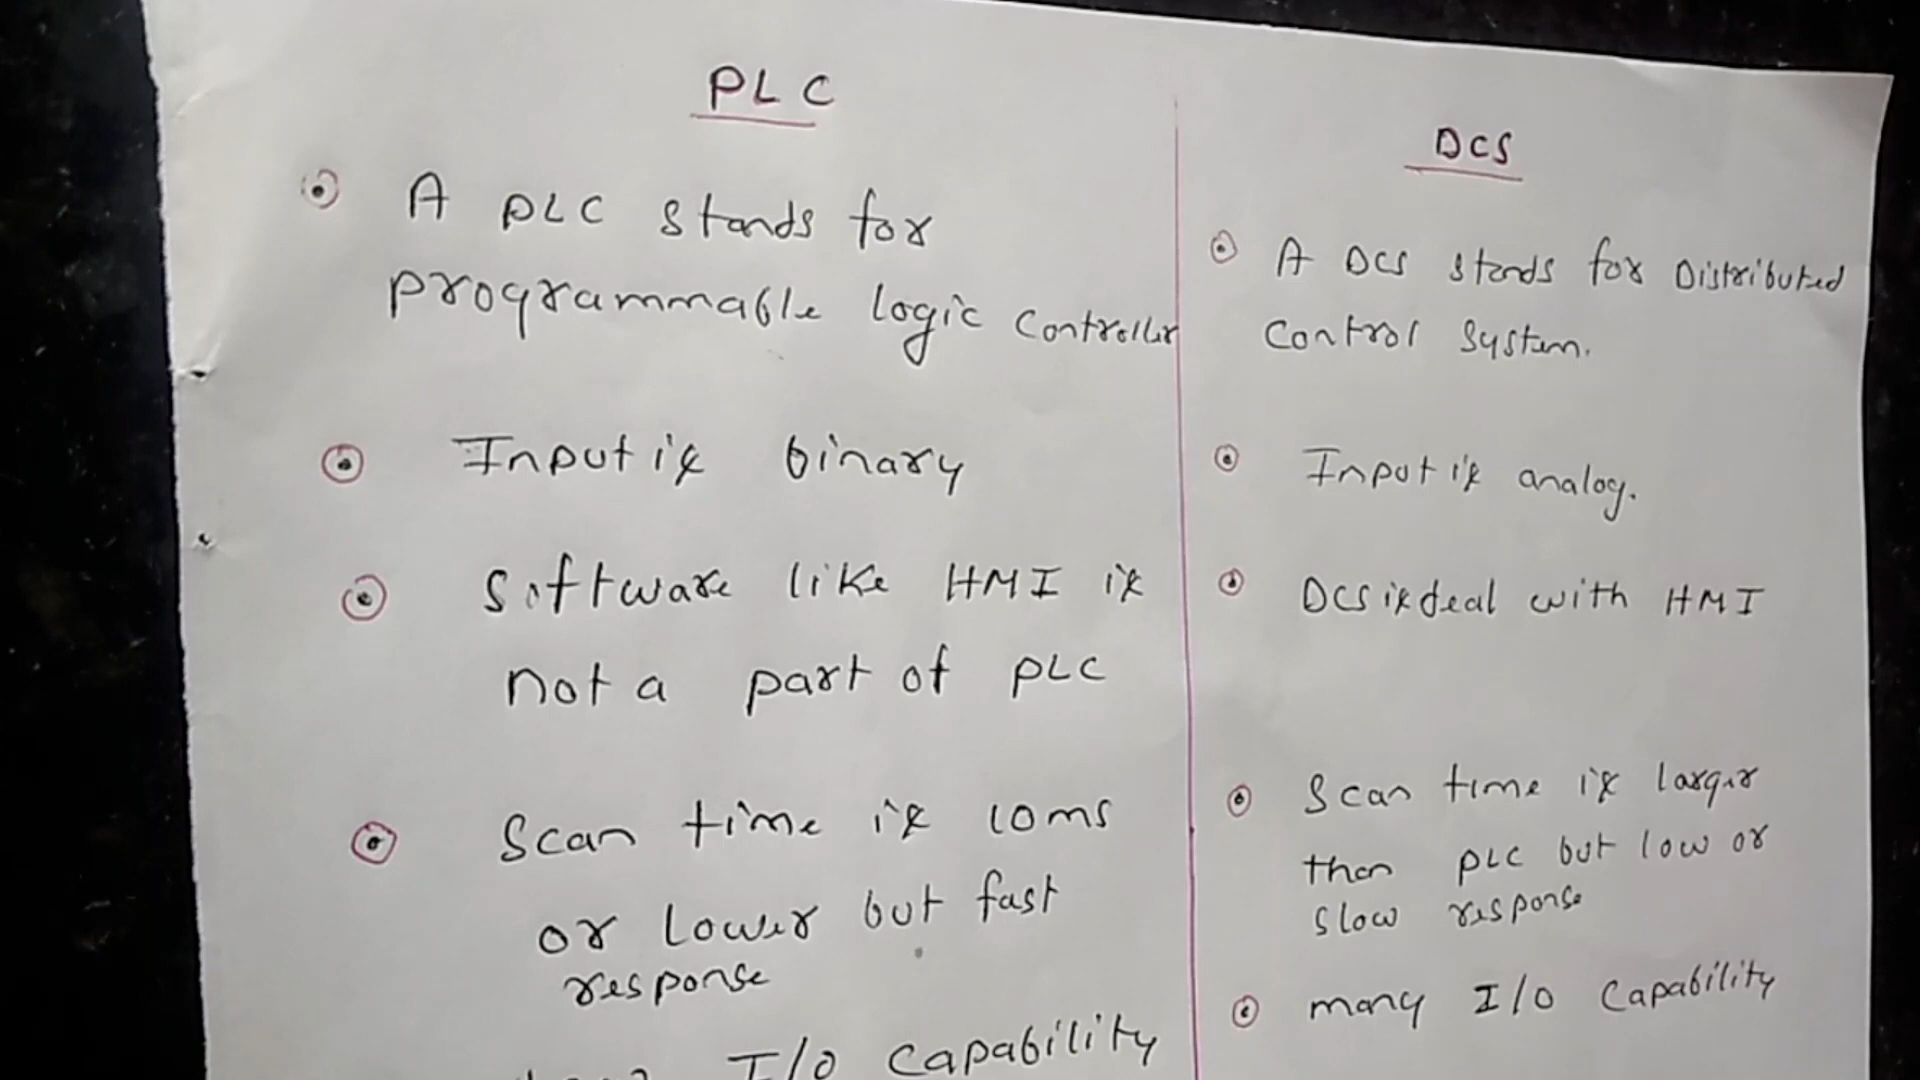 PLC
A PLC stands for
programmable logic Controller
Input is binary
Software like HMI is
not a part of PLC
Scan time is 10ms
or Lower but fast
response
I/O Capability
DCS
A DCS stands for Distributed
Control System.
Input is analog.
DCS is deal with HMI
Scan time is larger
than PLC but low or
slow response
many I/O Capability